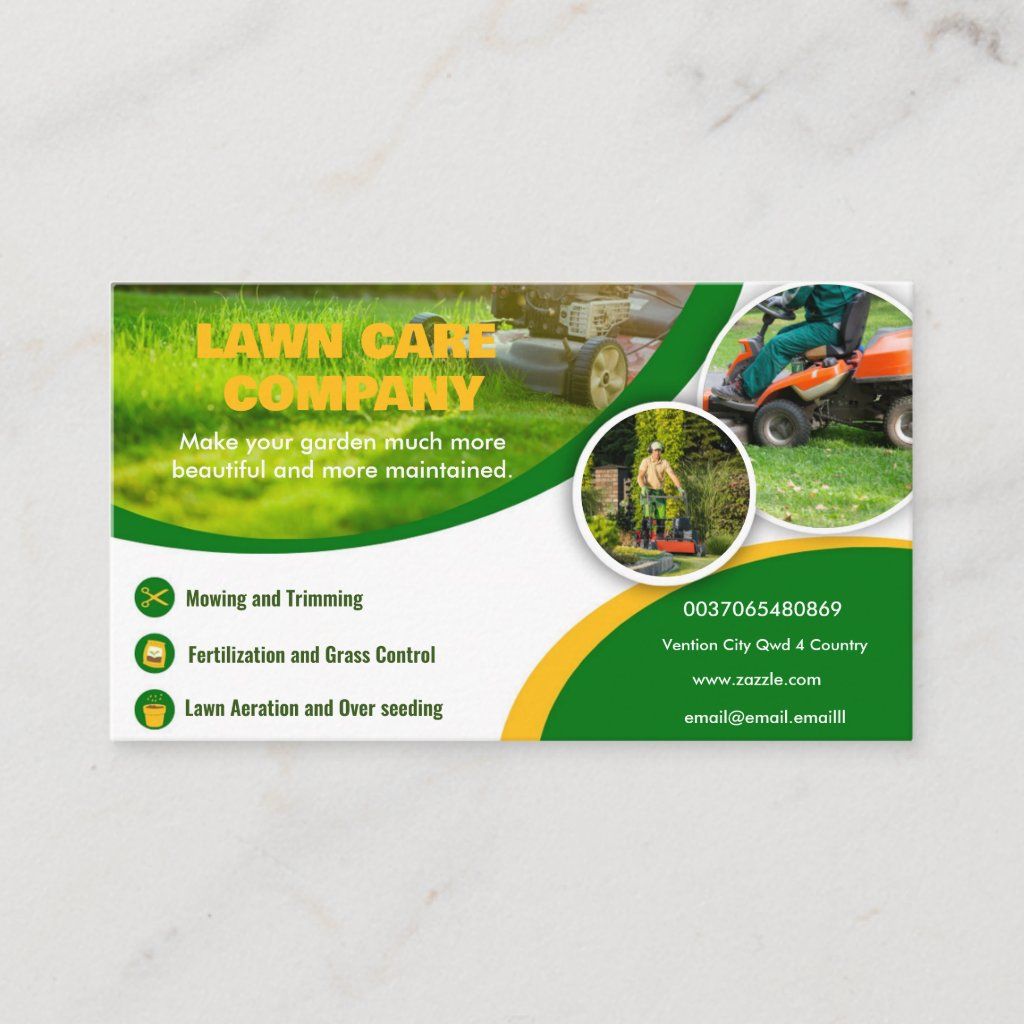 LAWN CARE
COMPANY
Make your garden much more
beautiful and more maintained.
Mowing and Trimming
Fertilization and Grass Control
Lawn Aeration and Over seeding
0037065480869
Vention City Qwd 4 Country
www.zazzle.com
email@email.emailll